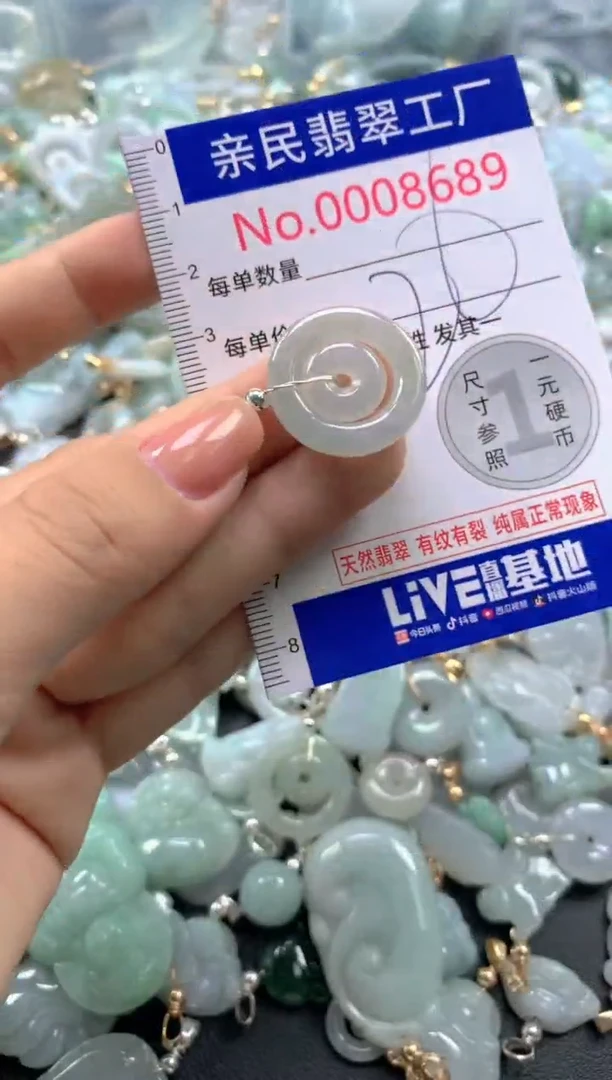 亲民翡翠工厂
No.0008689
每单数量
每单价
性 发其一
0
1
2
3
7
8
尺寸参照
1
一元硬币
天然翡翠 有纹有裂 纯属正常现象
LiVE直播基地
今日头条 抖音 西瓜视频 抖音火山版